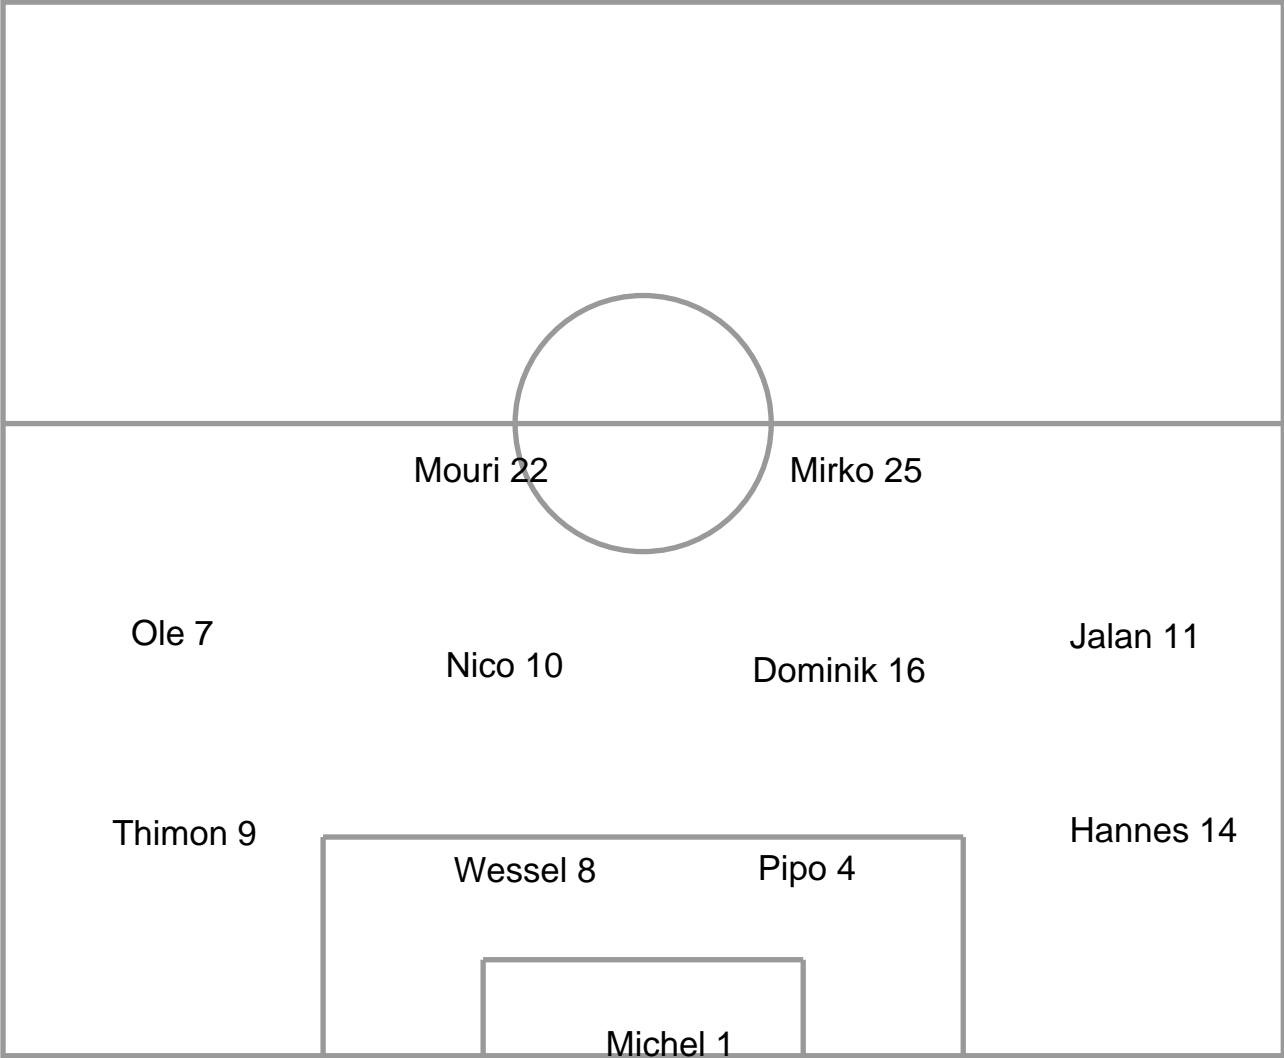 Mouri 22
Mirko 25
Ole 7
Jalan 11
Nico 10
Dominik 16
Thimon 9
Hannes 14
Wessel 8
Pipo 4
Michel 1